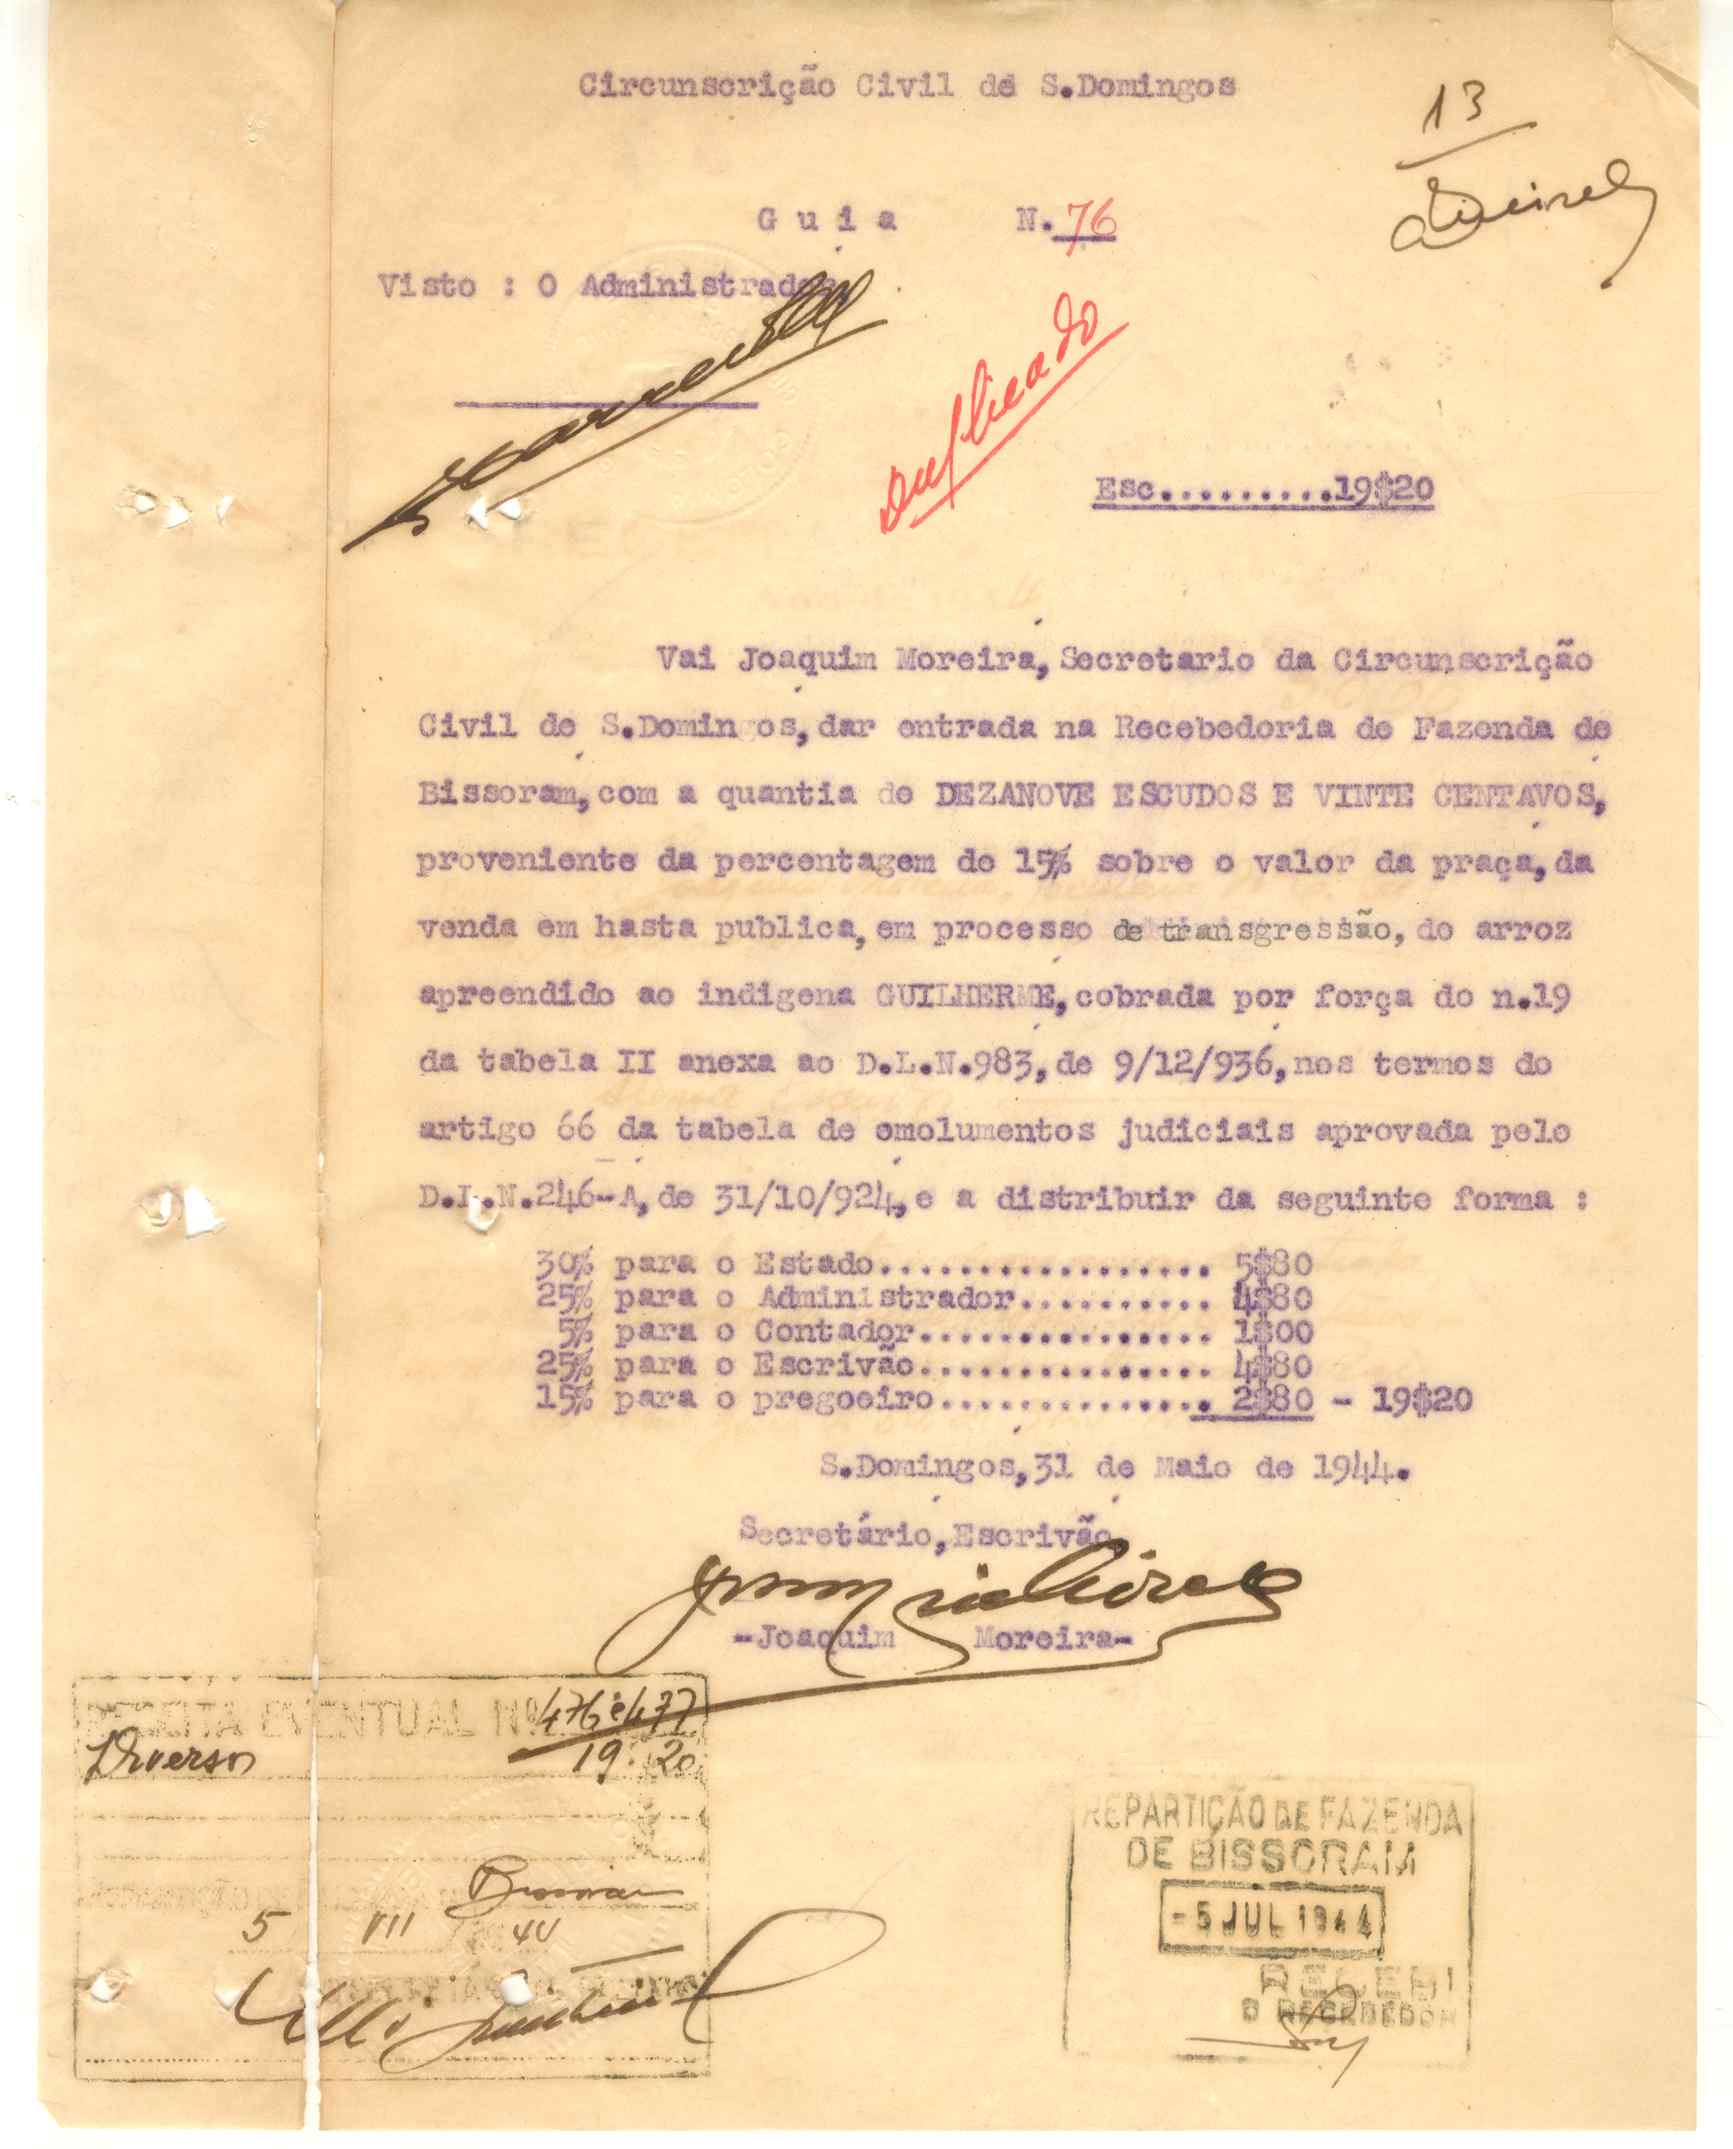 Circunscrição Civil de S.Domingos
13
G u i a N.76
Visto : O Administrador
duplicado
Esc..........19$20
Vai Joaquim Moreira, Secretario da Circunscrição
Civil de S.Domingos, dar entrada na Recebedoria de Fazenda de
Bissoram, com a quantia de DEZANOVE ESCUDOS E VINTE CENTAVOS,
proveniente da percentagem de 15% sobre o valor da praça, da
venda em hasta publica, em processo de transgressão, do arroz
apreendido ao indigena GUILHERME, cobrada por força do n.19
da tabela II anexa ao D.L.N.983, de 9/12/936, nos termos do
artigo 66 da tabela de emolumentos judiciais aprovada pelo
D.L.N.246-A, de 31/10/924, e a distribuir da seguinte forma :
30% para o Estado................. 5$80
25% para o Administrador.......... 4$80
5% para o Contador............... 1$00
25% para o Escrivão............... 4$80
15% para o pregoeiro.............. 2$80 - 19$20
S.Domingos, 31 de Maio de 1944.
Secretário, Escrivão
-Joaquim Moreira-
RECEITA EVENTUAL Nº 476 e 477
Diversos 19.20
5 VII 44
REPARTIÇÃO DE FAZENDA
DE BISSORAM
-5 JUL 1944
RECEBI
O RECEBEDOR